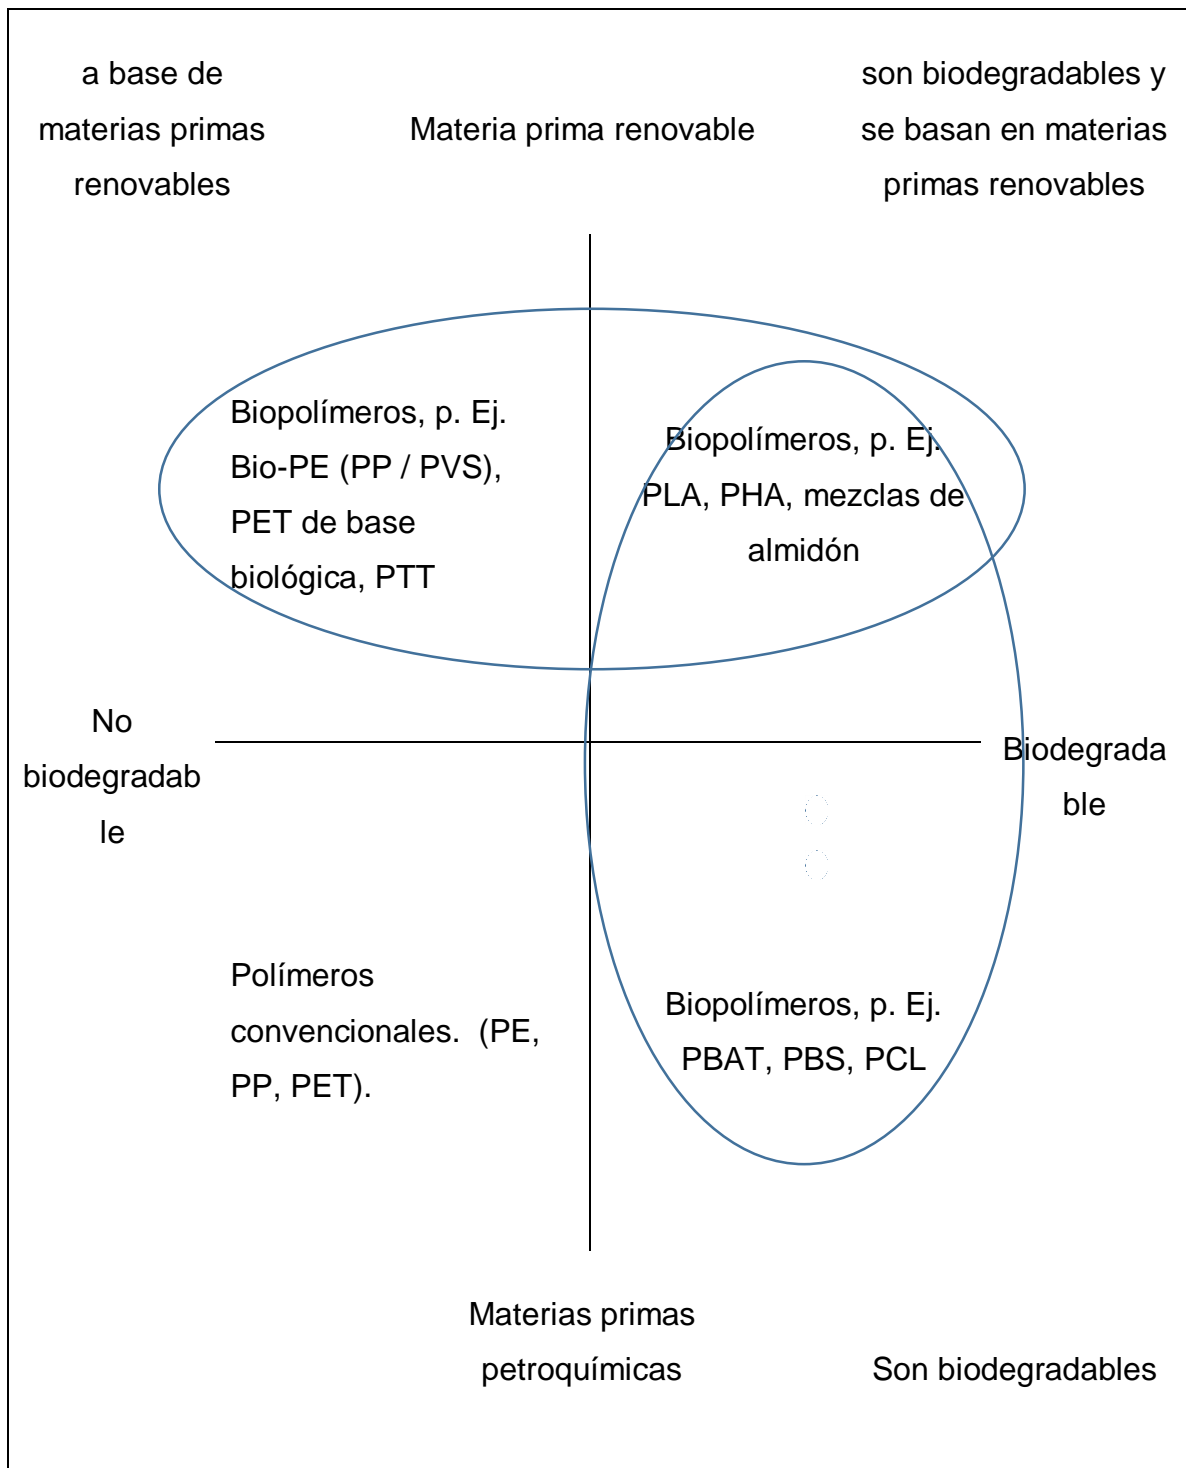 a base de
materias primas
renovables
Materia prima renovable
son biodegradables y
se basan en materias
primas renovables
Biopolímeros, p. Ej.
Bio-PE (PP / PVS),
PET de base
biológica, PTT
Biopolímeros, p. Ej.
PLA, PHA, mezclas de
almidón
No
biodegradab
le
Biodegrada
ble
Polímeros
convencionales.  (PE,
PP, PET).
Biopolímeros, p. Ej.
PBAT, PBS, PCL
Materias primas
petroquímicas
Son biodegradables